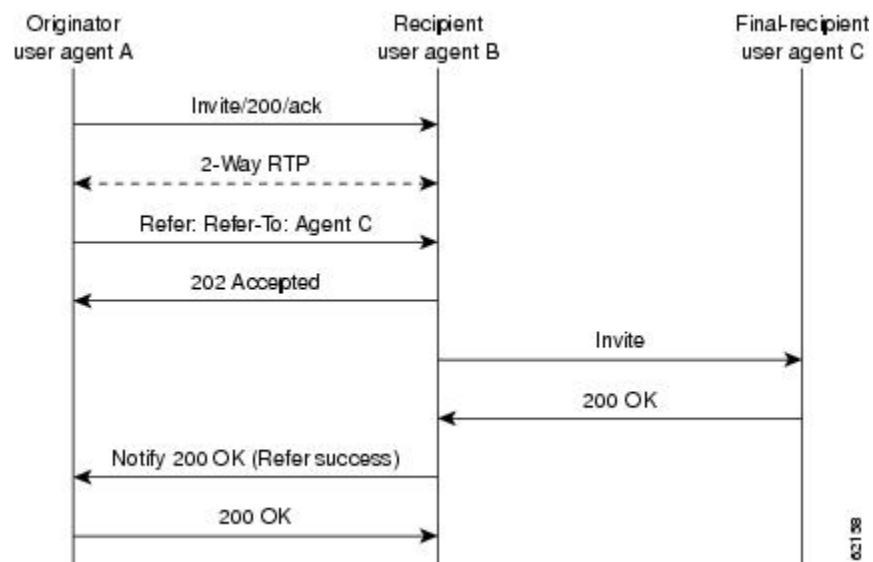 Originator
user agent A
Recipient
user agent B
Final-recipient
user agent C
Invite/200/ack
2-Way RTP
Refer: Refer-To: Agent C
202 Accepted
Invite
200 OK
Notify 200 OK (Refer success)
200 OK
62158